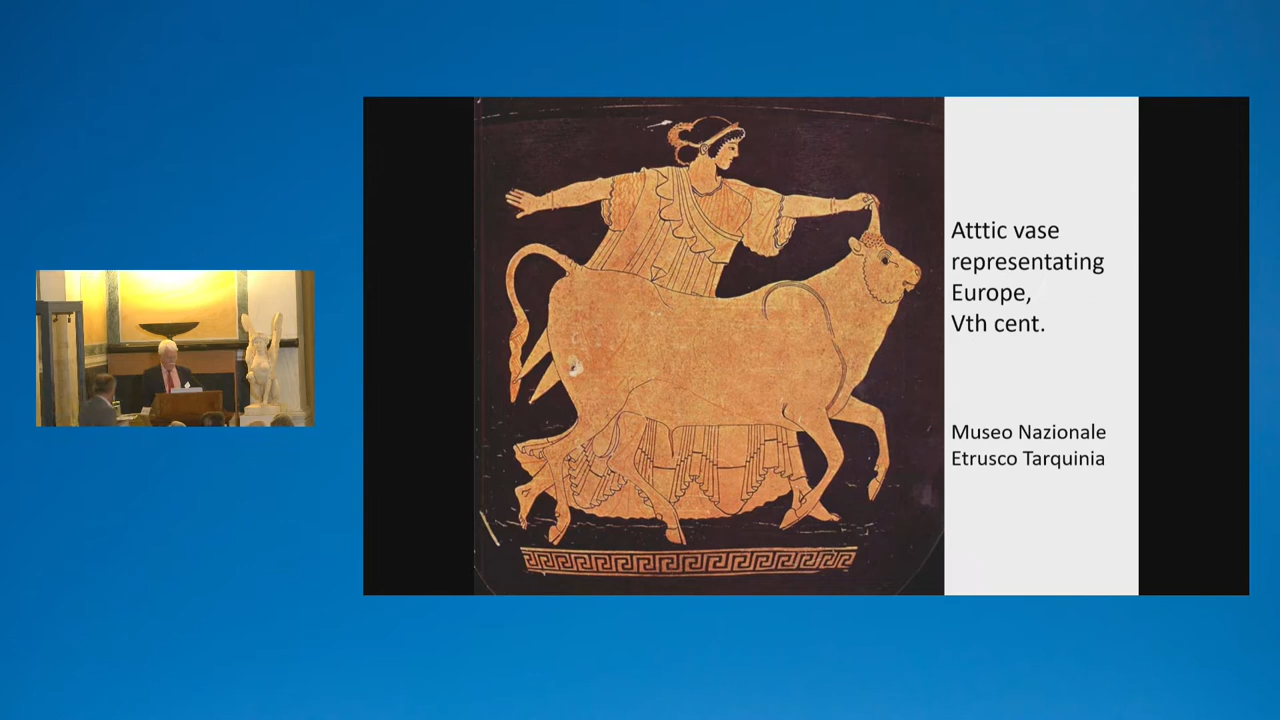 Atttic vase
representating
Europe,
Vth cent.
Museo Nazionale
Etrusco Tarquinia